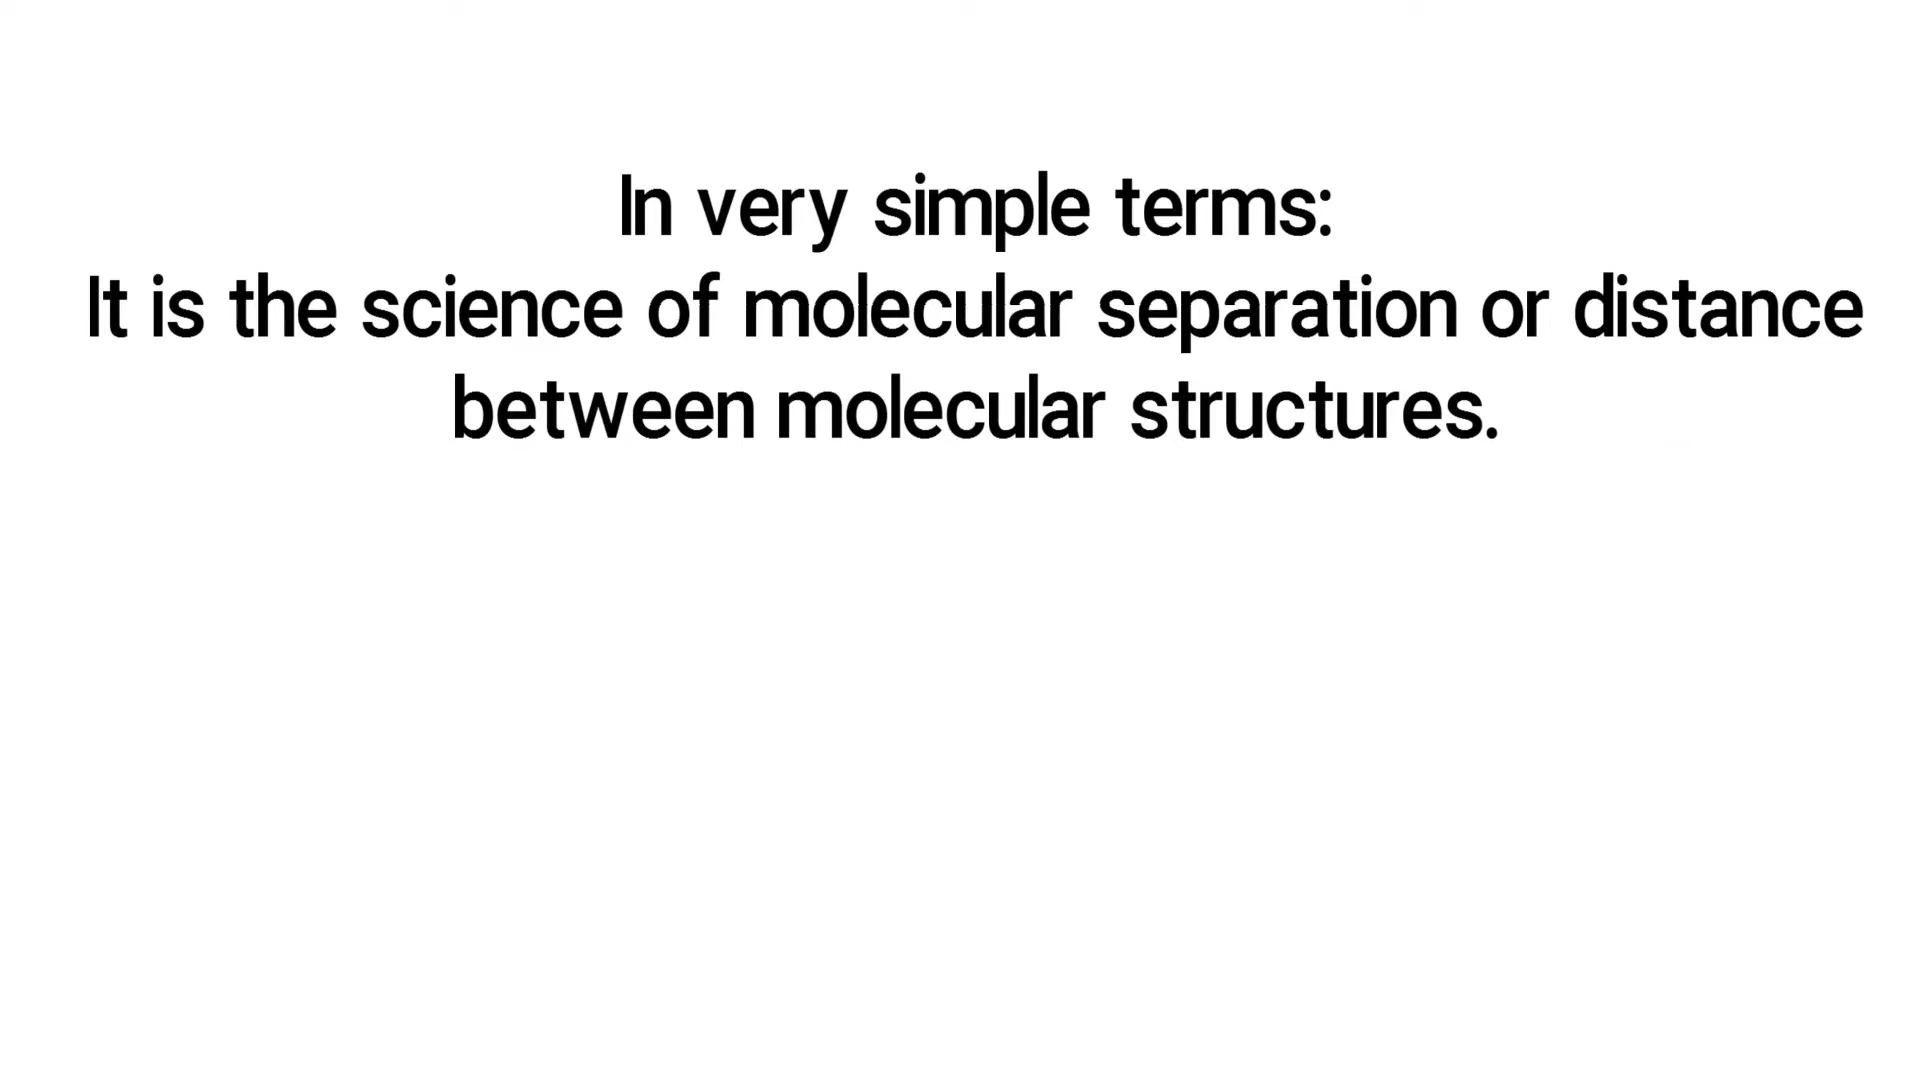 In very simple terms:
It is the science of molecular separation or distance
between molecular structures.